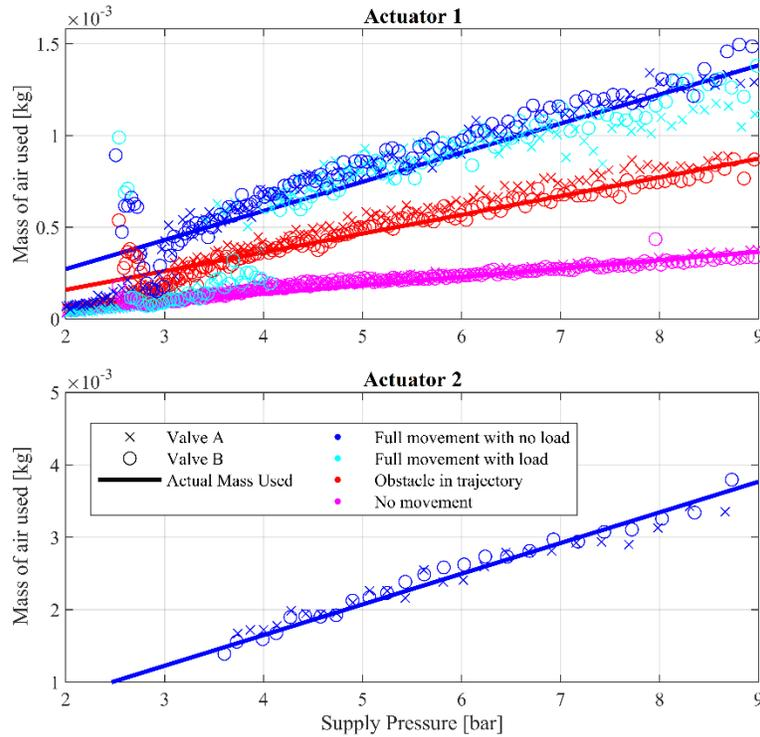 Actuator 1
×10⁻³
1.5
1
0.5
0
Mass of air used [kg]
2 3 4 5 6 7 8 9
Actuator 2
×10⁻³
5
4
3
2
1
Mass of air used [kg]
Valve A
Valve B
Actual Mass Used
Full movement with no load
Full movement with load
Obstacle in trajectory
No movement
2 3 4 5 6 7 8 9
Supply Pressure [bar]